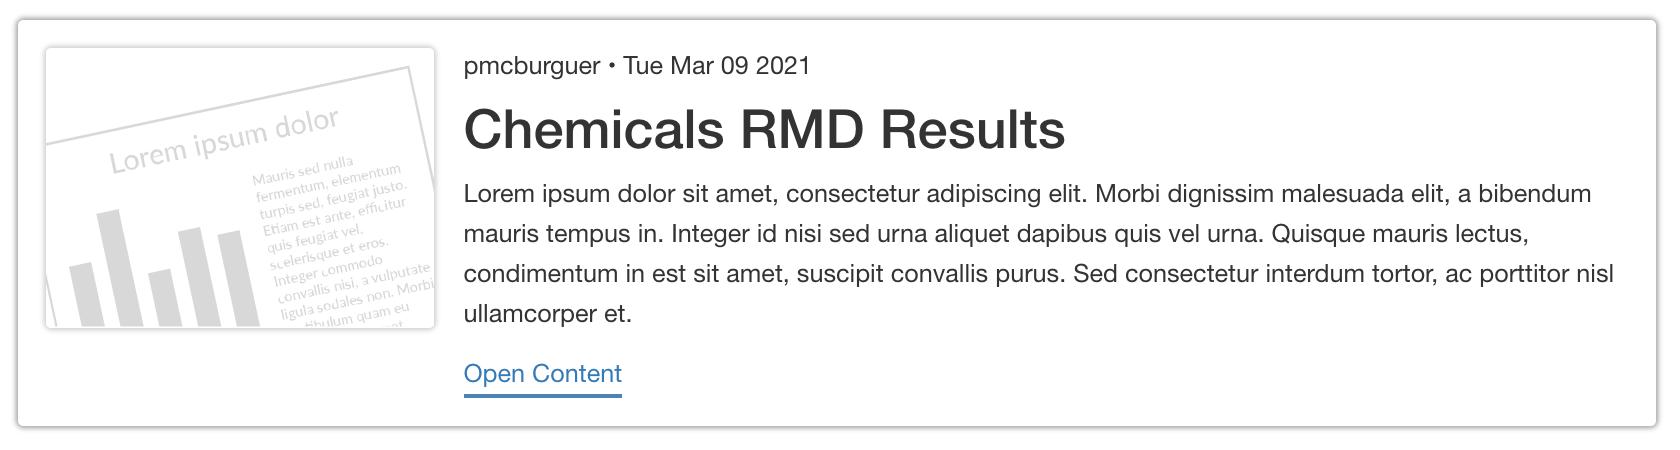 pmcburguer • Tue Mar 09 2021
Chemicals RMD Results
Lorem ipsum dolor sit amet, consectetur adipiscing elit. Morbi dignissim malesuada elit, a bibendum
mauris tempus in. Integer id nisi sed urna aliquet dapibus quis vel urna. Quisque mauris lectus,
condimentum in est sit amet, suscipit convallis purus. Sed consectetur interdum tortor, ac porttitor nisl
ullamcorper et.
Open Content
Lorem ipsum dolor
Mauris sed nulla
fermentum, elementum
turpis sed, feugiat justo.
Etiam est ante, efficitur
quis feugiat vel,
scelerisque et eros.
Integer commodo
convallis nisi, a vulputate
ligula sodales non. Morbi
quam eu